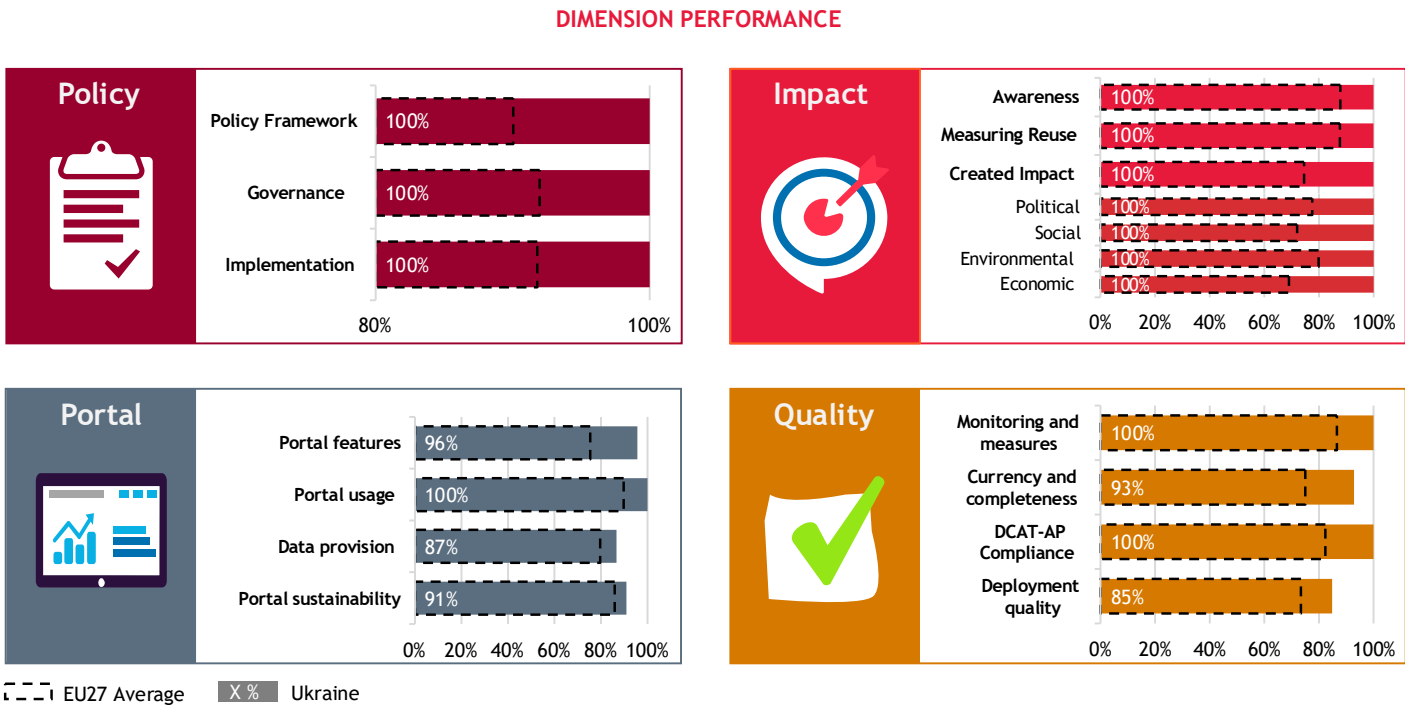 DIMENSION PERFORMANCE
Policy
Policy Framework
100%
Governance
100%
Implementation
100%
80%
100%
Impact
Awareness
100%
Measuring Reuse
100%
Created Impact
100%
Political
100%
Social
100%
Environmental
100%
Economic
100%
0% 20% 40% 60% 80% 100%
Portal
Portal features
96%
Portal usage
100%
Data provision
87%
Portal sustainability
91%
0% 20% 40% 60% 80% 100%
Quality
Monitoring and
measures
100%
Currency and
completeness
93%
DCAT-AP
Compliance
100%
Deployment
quality
85%
0% 20% 40% 60% 80% 100%
EU27 Average
X %
Ukraine